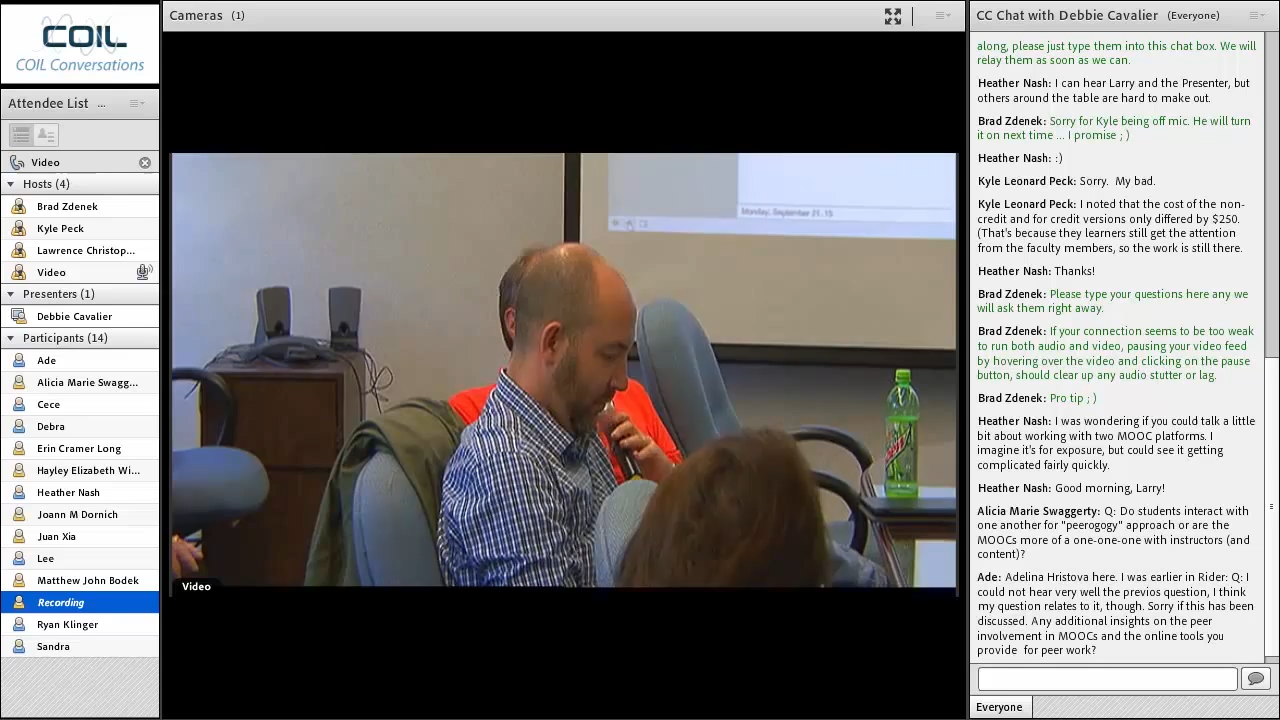 COIL
COIL Conversations
Attendee List ...
Video
Hosts (4)
Brad Zdenek
Kyle Peck
Lawrence Christop...
Video
Presenters (1)
Debbie Cavalier
Participants (14)
Ade
Alicia Marie Swagg...
Cece
Debra
Erin Cramer Long
Hayley Elizabeth Wi...
Heather Nash
Joann M Dornich
Juan Xia
Lee
Matthew John Bodek
Recording
Ryan Klinger
Sandra
Cameras (1)
Monday, September 21, 15
Video
CC Chat with Debbie Cavalier (Everyone)
along, please just type them into this chat box. We will
relay them as soon as we can.
Heather Nash: I can hear Larry and the Presenter, but
others around the table are hard to make out.
Brad Zdenek: Sorry for Kyle being off mic. He will turn
it on next time ... I promise ; )
Heather Nash: :)
Kyle Leonard Peck: Sorry. My bad.
Kyle Leonard Peck: I noted that the cost of the non-
credit and for credit versions only differed by $250.
(That's because they learners still get the attention
from the faculty members, so the work is still there.
Heather Nash: Thanks!
Brad Zdenek: Please type your questions here any we
will ask them right away.
Brad Zdenek: If your connection seems to be too weak
to run both audio and video, pausing your video feed
by hovering over the video and clicking on the pause
button, should clear up any audio stutter or lag.
Brad Zdenek: Pro tip ; )
Heather Nash: I was wondering if you could talk a little
bit about working with two MOOC platforms. I
imagine it's for exposure, but could see it getting
complicated fairly quickly.
Heather Nash: Good morning, Larry!
Alicia Marie Swaggerty: Q: Do students interact with
one another for "peerogogy" approach or are the
MOOCs more of a one-one-one with instructors (and
content)?
Ade: Adelina Hristova here. I was earlier in Rider: Q: I
could not hear very well the previos question, I think
my question relates to it, though. Sorry if this has been
discussed. Any additional insights on the peer
involvement in MOOCs and the online tools you
provide for peer work?
Everyone